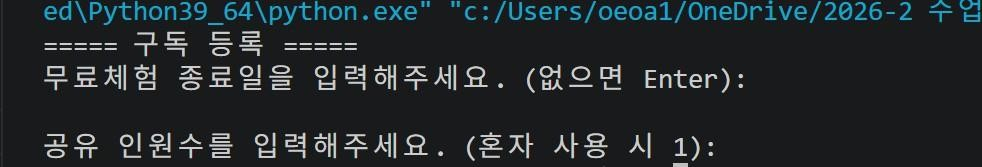 ed\Python39_64\python.exe" "c:/Users/oeoa1/OneDrive/2026-2 수업
===== 구독 등록 =====
무료체험 종료일을 입력해주세요. (없으면 Enter):
공유 인원수를 입력해주세요. (혼자 사용 시 1):